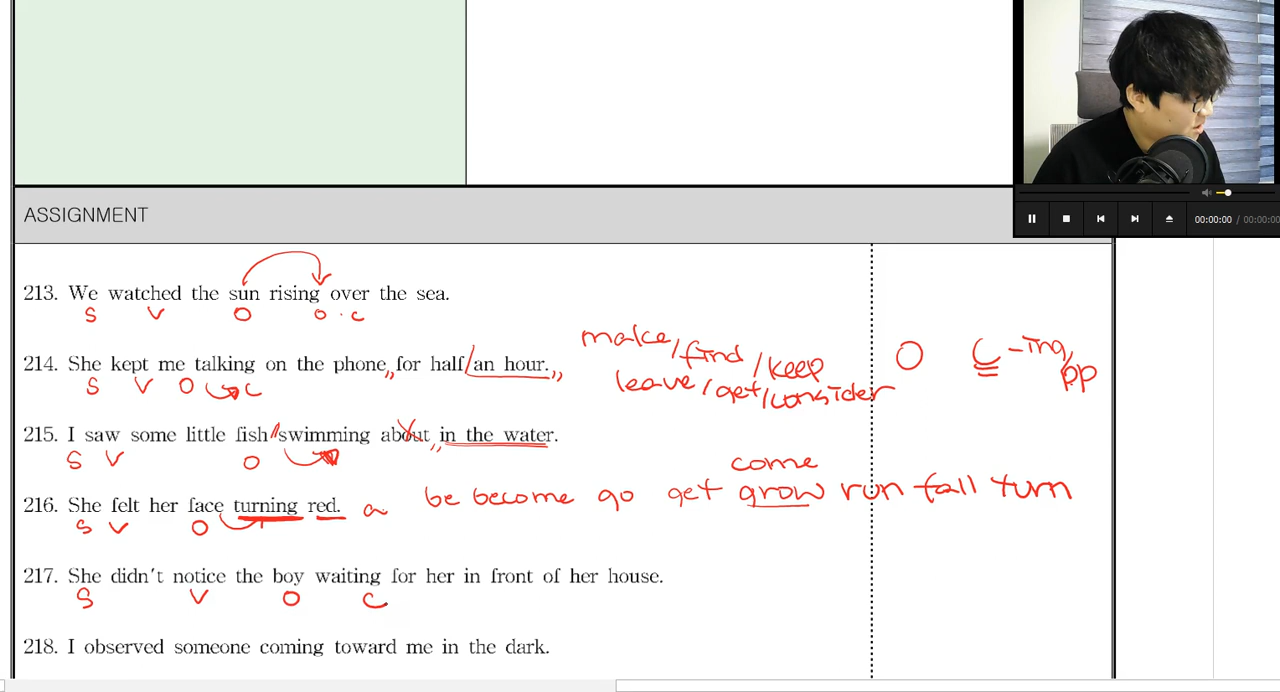 00:00:00 / 00:00:00
ASSIGNMENT
213. We watched the sun rising over the sea.
S V O O.C
214. She kept me talking on the phone, for half an hour.
S V O C
make / find / keep
leave / get / consider
O C -ing, pp
215. I saw some little fish swimming about in the water.
S V O
216. She felt her face turning red.
S V O
come
be become go get grow run fall turn
217. She didn't notice the boy waiting for her in front of her house.
S V O C
218. I observed someone coming toward me in the dark.